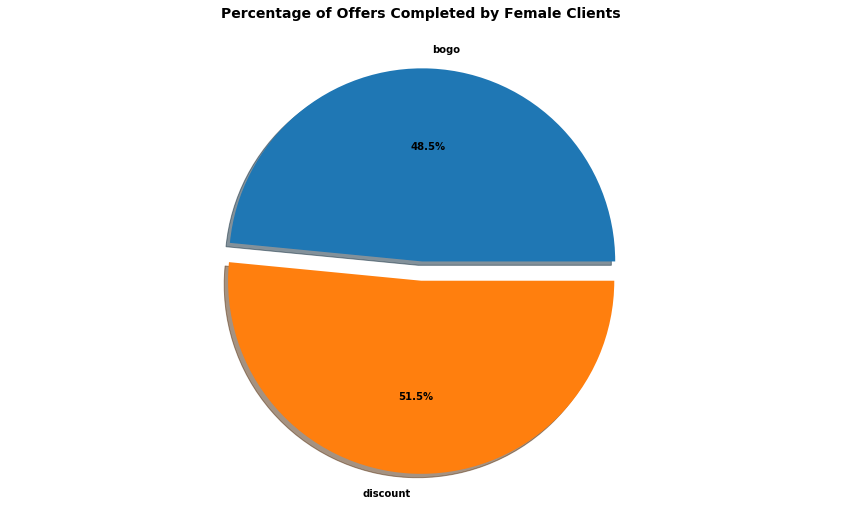 Percentage of Offers Completed by Female Clients
bogo
48.5%
51.5%
discount